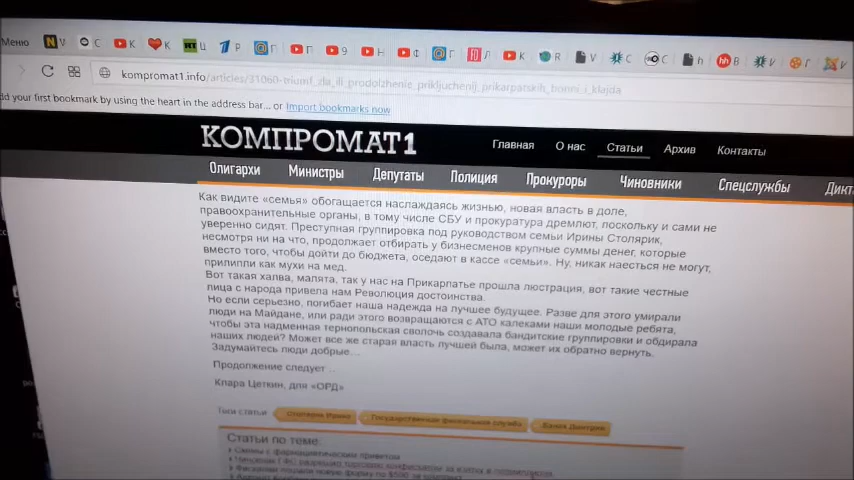 Меню
kompromat1.info/articles/31060-triumf_zla_ili_prodolzhenie_prikljuchenij_prikarpatskih_bonni_i_klajda
dd your first bookmark by using the heart in the address bar... or Import bookmarks now
КОМПРОМАТ1
Главная О нас Статьи Архив Контакты
Олигархи Министры Депутаты Полиция Прокуроры Чиновники Спецслужбы Дикт
Как видите «семья» обогащается наслаждаясь жизнью, новая власть в доле,
правоохранительные органы, в том числе СБУ и прокуратура дремлют, поскольку и сами не
уверенно сидят. Преступная группировка под руководством семьи Ирины Столярик,
несмотря ни на что, продолжает отбирать у бизнесменов крупные суммы денег, которые
вместо того, чтобы дойти до бюджета, оседают в кассе «семьи». Ну, никак наесться не могут,
прилипли как мухи на мед.
Вот такая халва, малята, так у нас на Прикарпатье прошла люстрация, вот такие честные
лица с народа привела нам Революция достоинства.
Но если серьезно, погибает наша надежда на лучшее будущее. Разве для этого умирали
люди на Майдане, или ради этого возвращаются с АТО калеками наши молодые ребята,
чтобы эта надменная тернопольская сволочь создавала бандитские группировки и обдирала
наших людей? Может все же старая власть лучшей была, может их обратно вернуть.
Задумайтесь люди добрые…
Продолжение следует ..
Клара Цеткин, для «ОРД»
Теги статьи: Столярик Ирина Государственная фискальная служба
Статьи по теме:
Схемы с фармацевтическим приветом